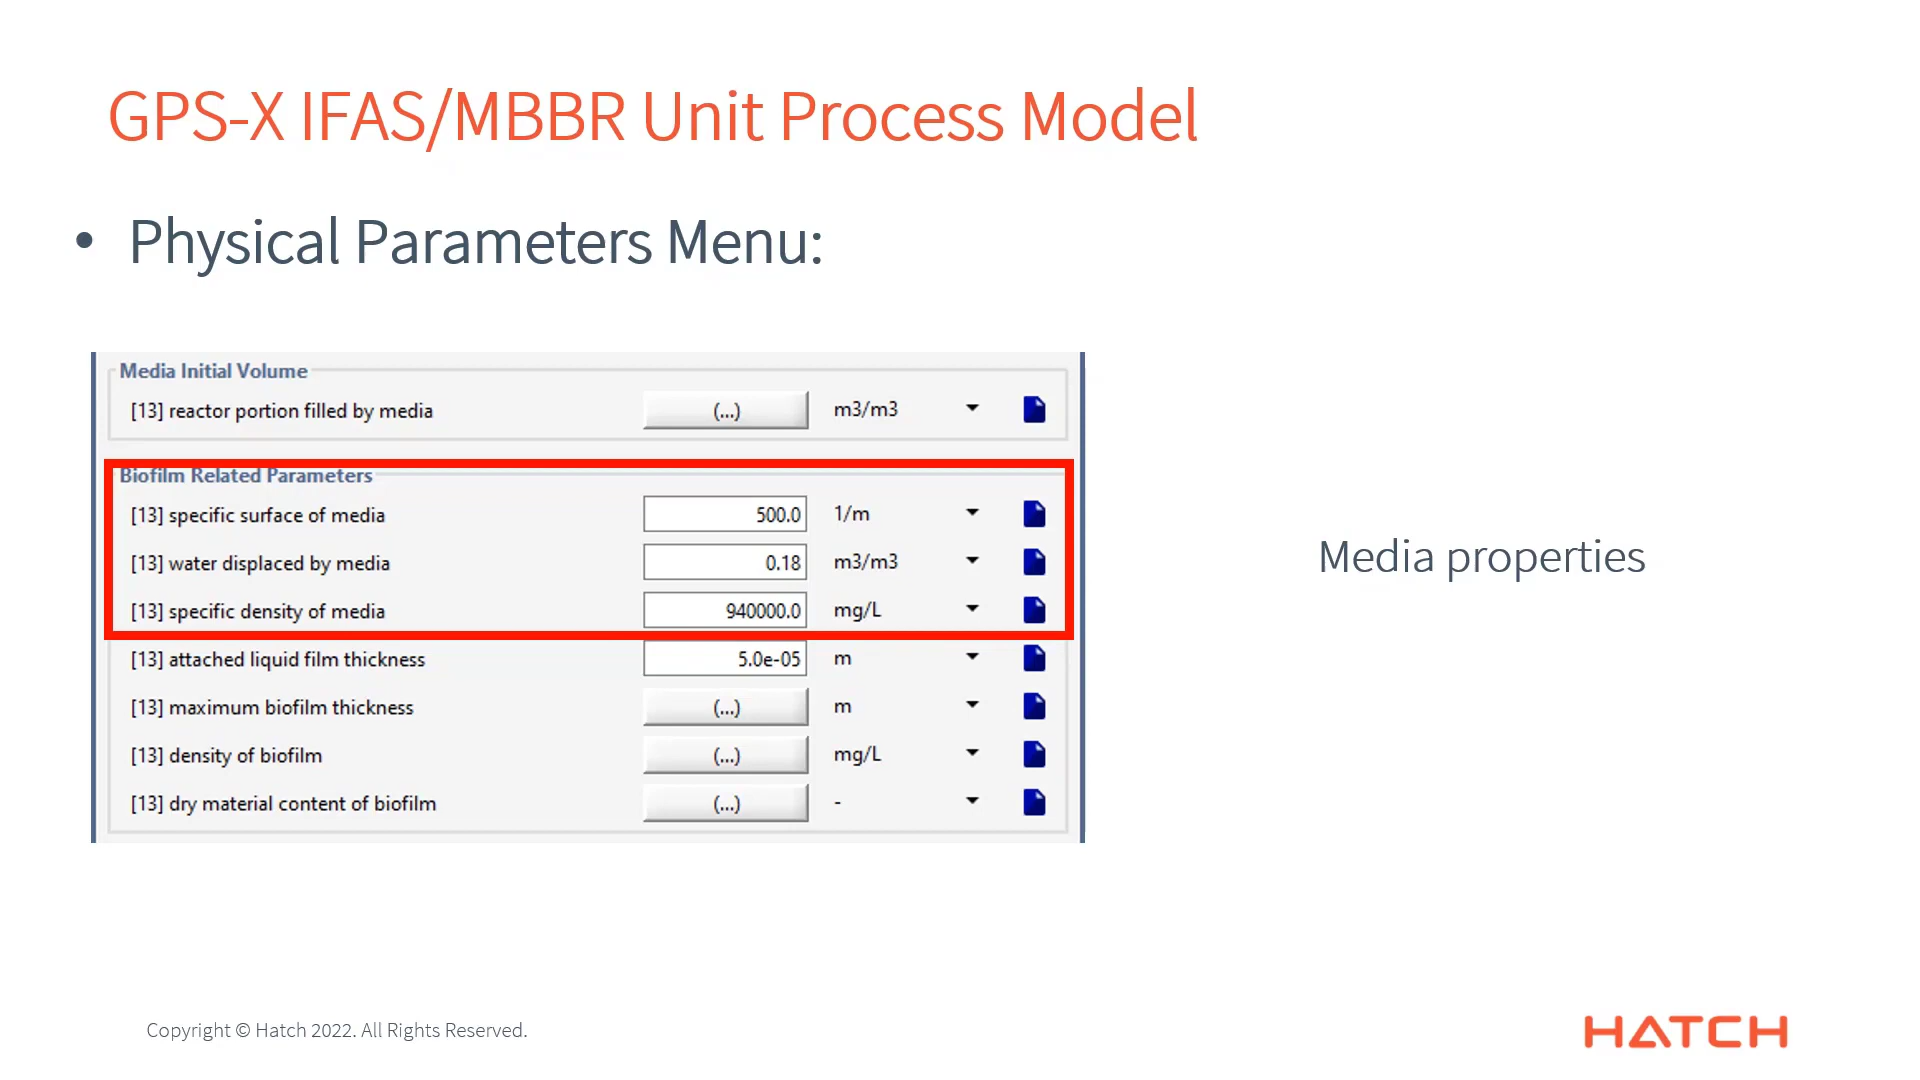 GPS-X IFAS/MBBR Unit Process Model
• Physical Parameters Menu:
Media Initial Volume
[13] reactor portion filled by media (...) m3/m3
Biofilm Related Parameters
[13] specific surface of media 500.0 1/m
[13] water displaced by media 0.18 m3/m3
[13] specific density of media 940000.0 mg/L
[13] attached liquid film thickness 5.0e-05 m
[13] maximum biofilm thickness (...) m
[13] density of biofilm (...) mg/L
[13] dry material content of biofilm (...) -
Media properties
Copyright © Hatch 2022. All Rights Reserved.
HATCH